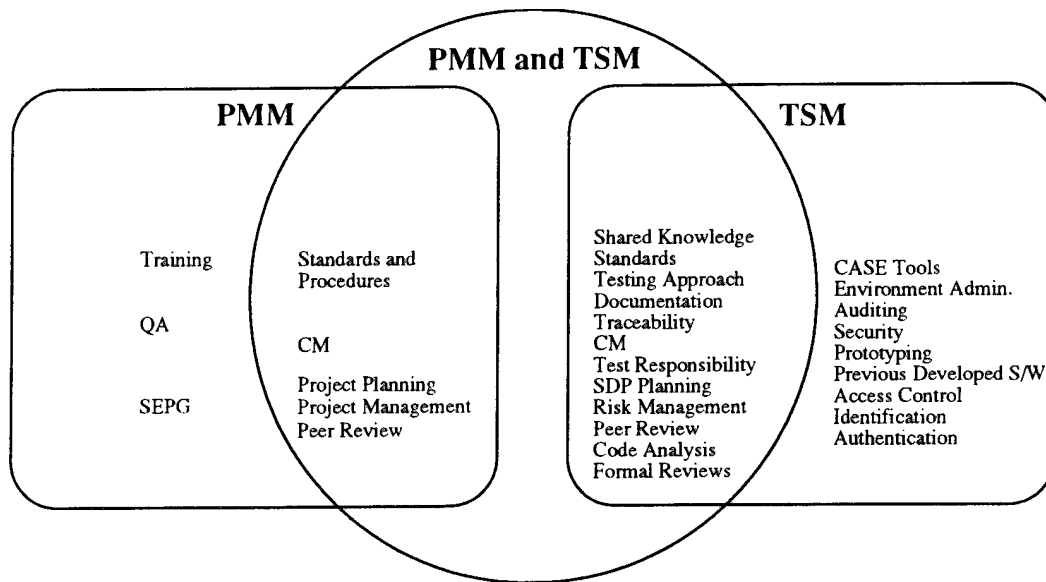 PMM and TSM
PMM
Training
QA
SEPG
Standards and
Procedures
CM
Project Planning
Project Management
Peer Review
TSM
Shared Knowledge
Standards
Testing Approach
Documentation
Traceability
CM
Test Responsibility
SDP Planning
Risk Management
Peer Review
Code Analysis
Formal Reviews
CASE Tools
Environment Admin.
Auditing
Security
Prototyping
Previous Developed S/W
Access Control
Identification
Authentication